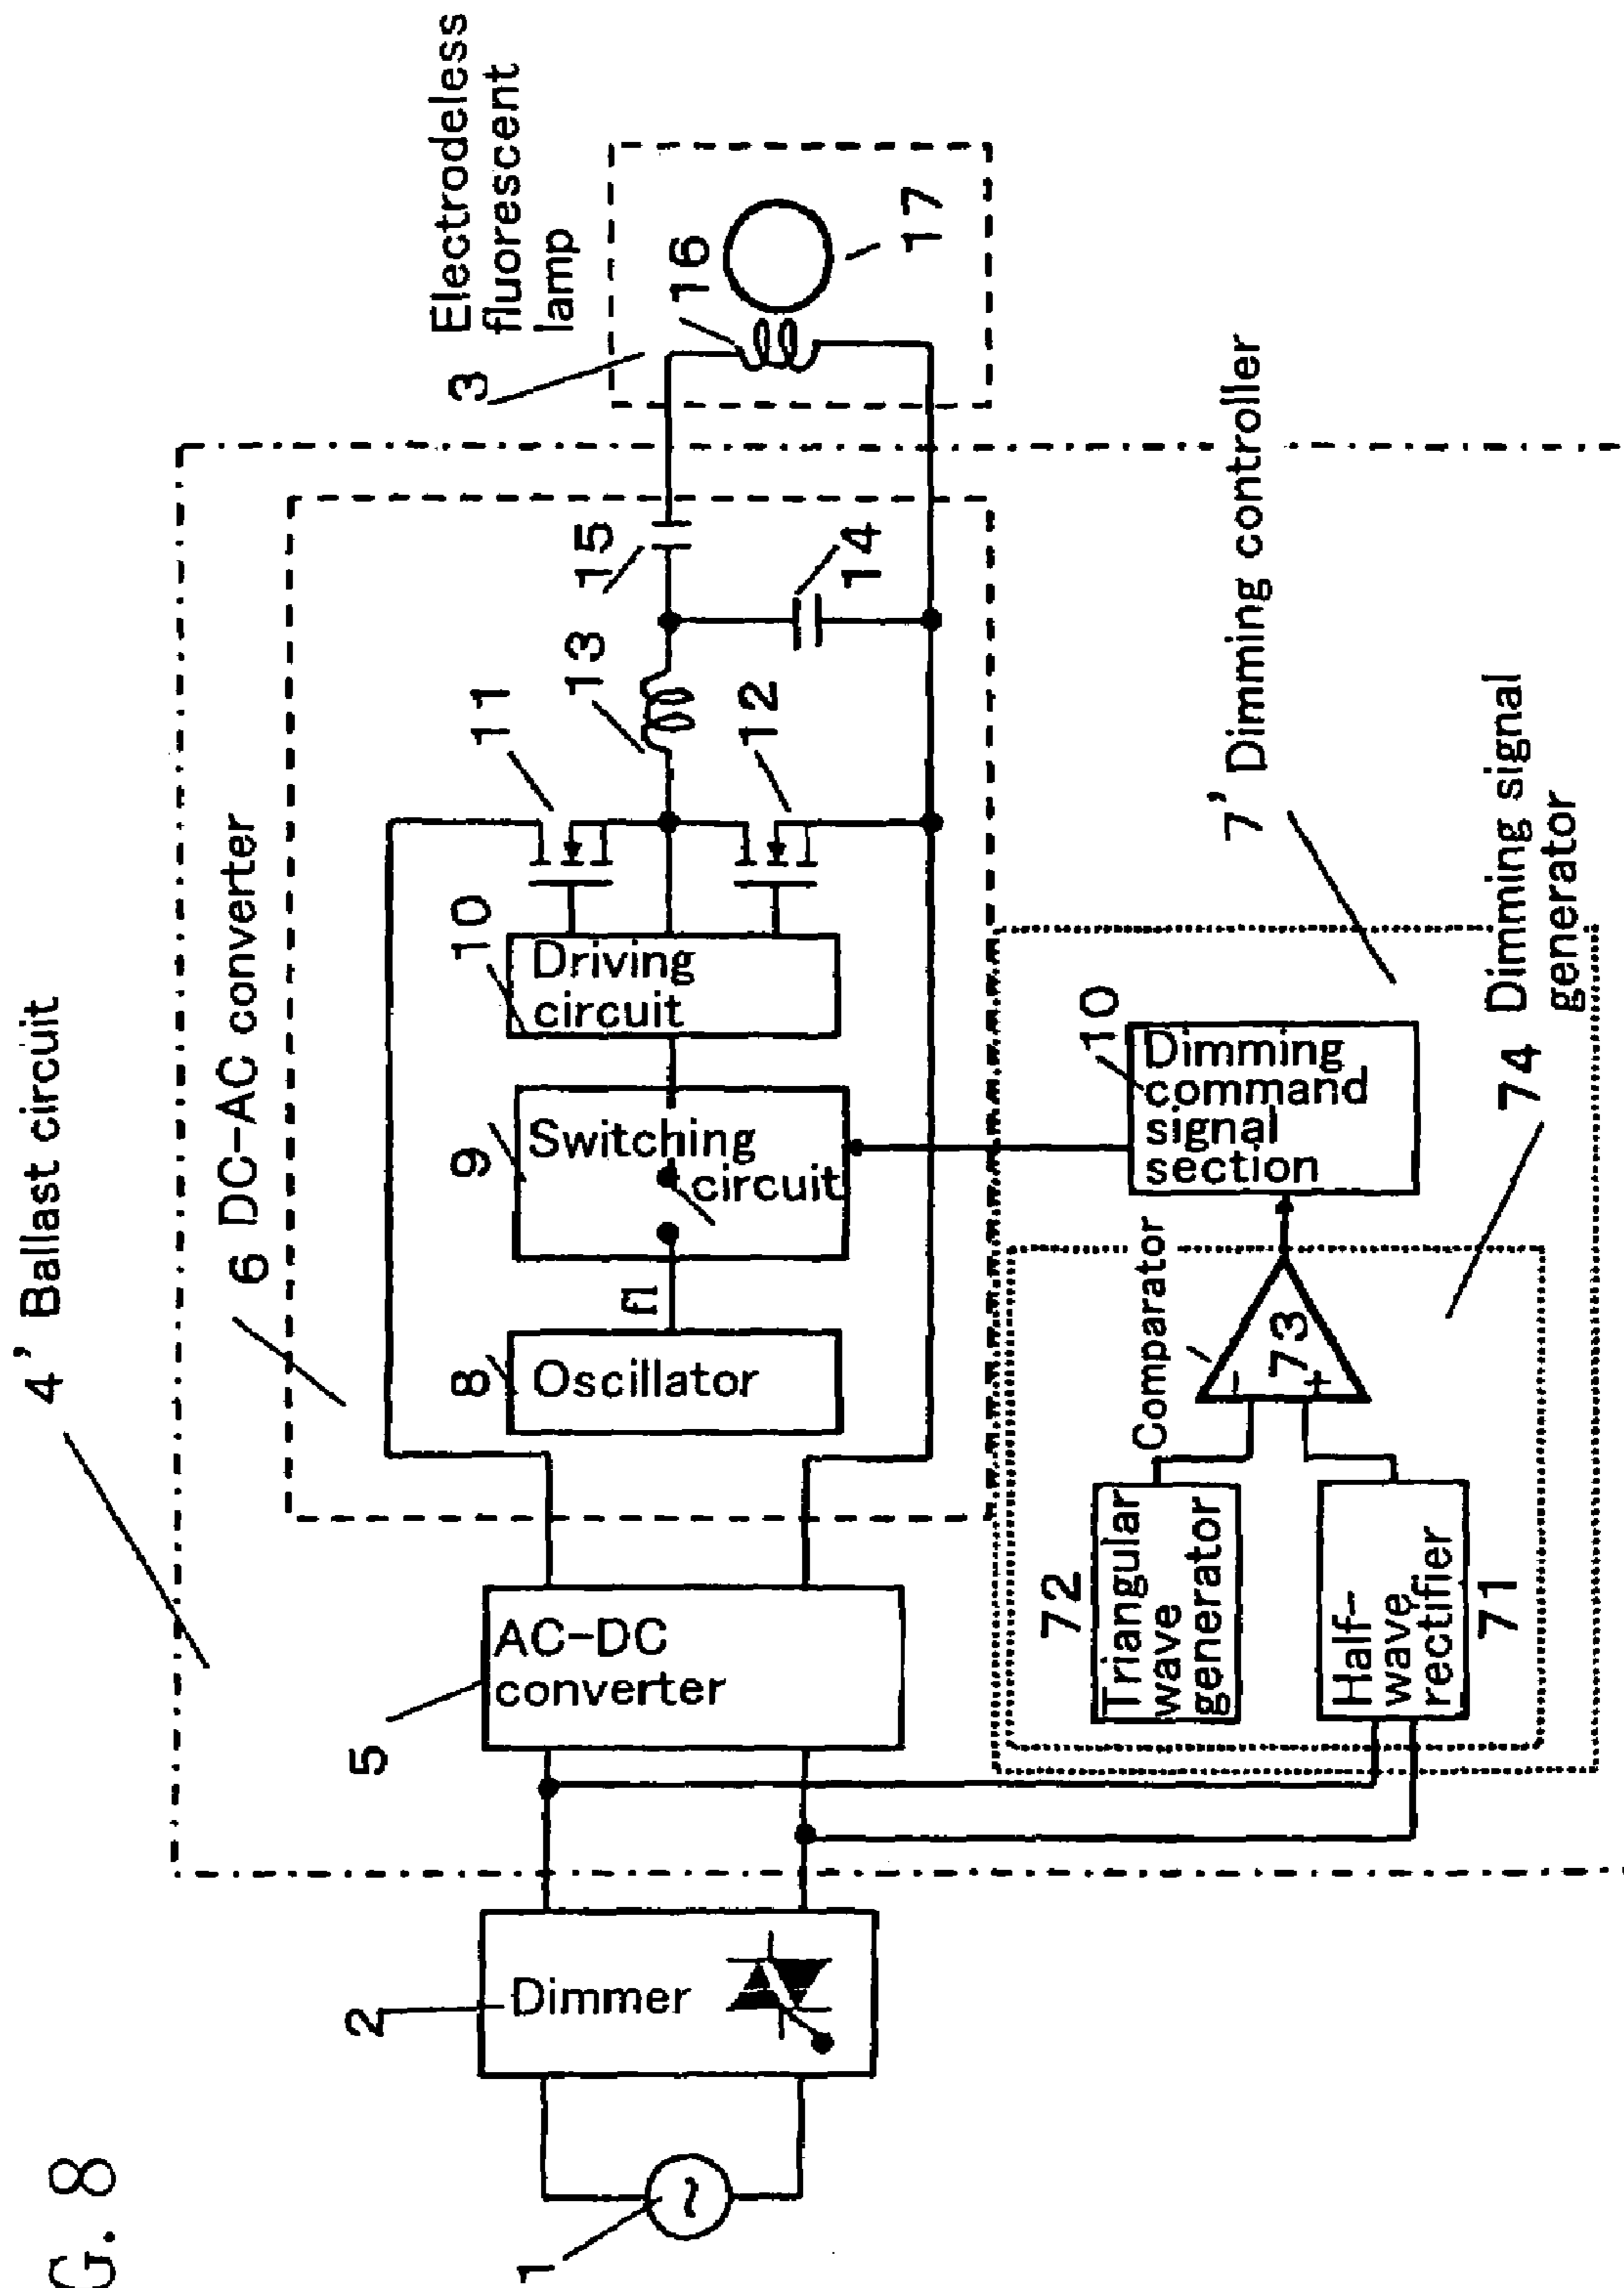 G. 8
4' Ballast circuit
6 DC-AC converter
Electrodeless
fluorescent
lamp
3
16
17
15
14
13
11
12
10
Driving
circuit
9
Switching
circuit
f1
8
Oscillator
5
AC-DC
converter
2
Dimmer
1
~
7' Dimming controller
10
Dimming
command
signal
section
74 Dimming signal
generator
Comparator
73
-
+
72
Triangular
wave
generator
Half-
wave
rectifier
71